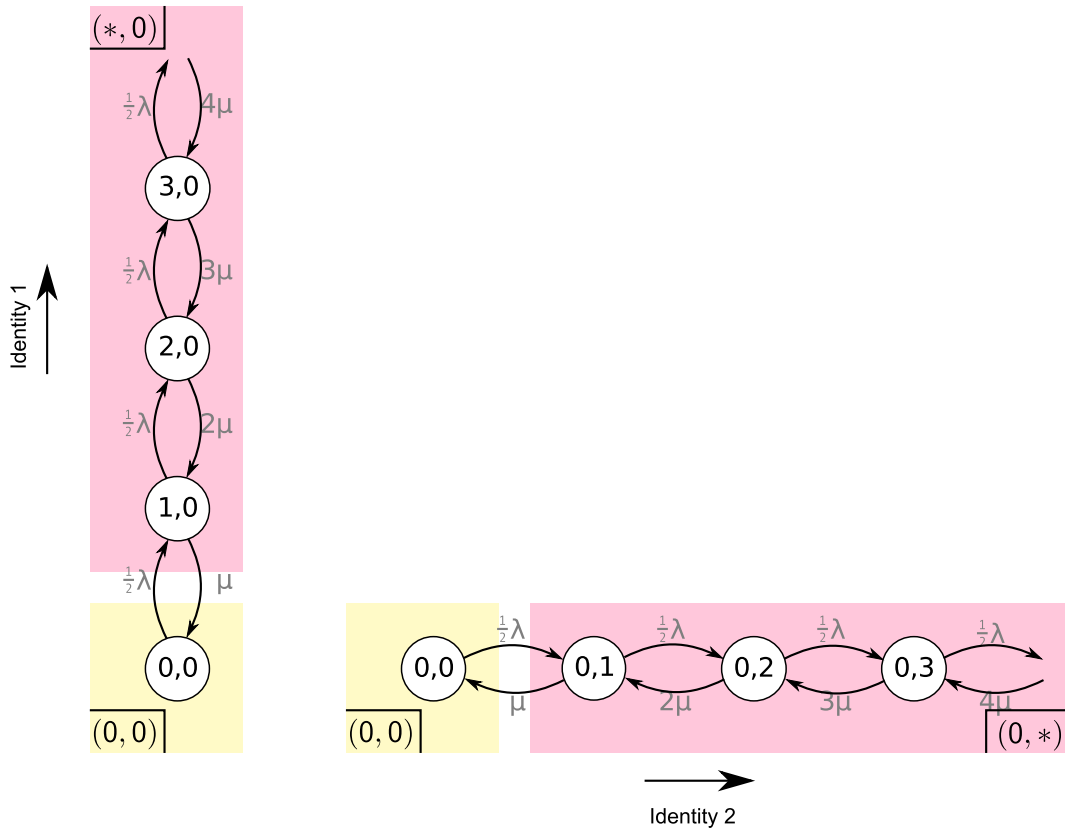 (∗, 0)
½λ 4μ
3,0
½λ 3μ
2,0
½λ 2μ
1,0
½λ μ
0,0
(0, 0)
Identity 1
½λ ½λ ½λ ½λ
0,0 0,1 0,2 0,3
μ 2μ 3μ 4μ
(0, 0) (0, ∗)
Identity 2